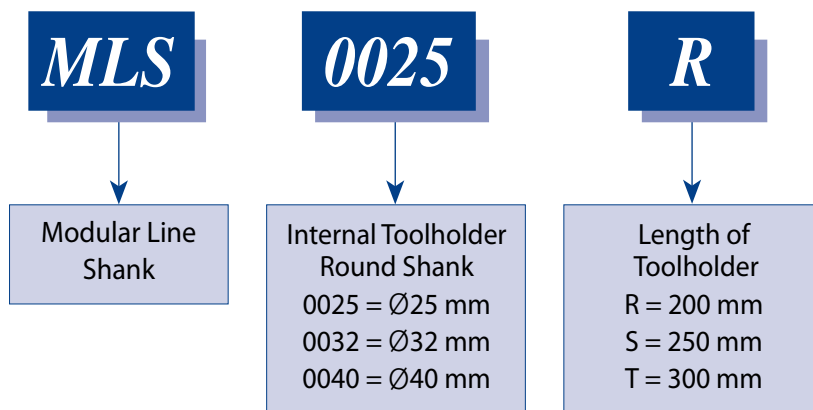 MLS
0025
R
Modular Line
Shank
Internal Toolholder
Round Shank
0025 = Ø25 mm
0032 = Ø32 mm
0040 = Ø40 mm
Length of
Toolholder
R = 200 mm
S = 250 mm
T = 300 mm